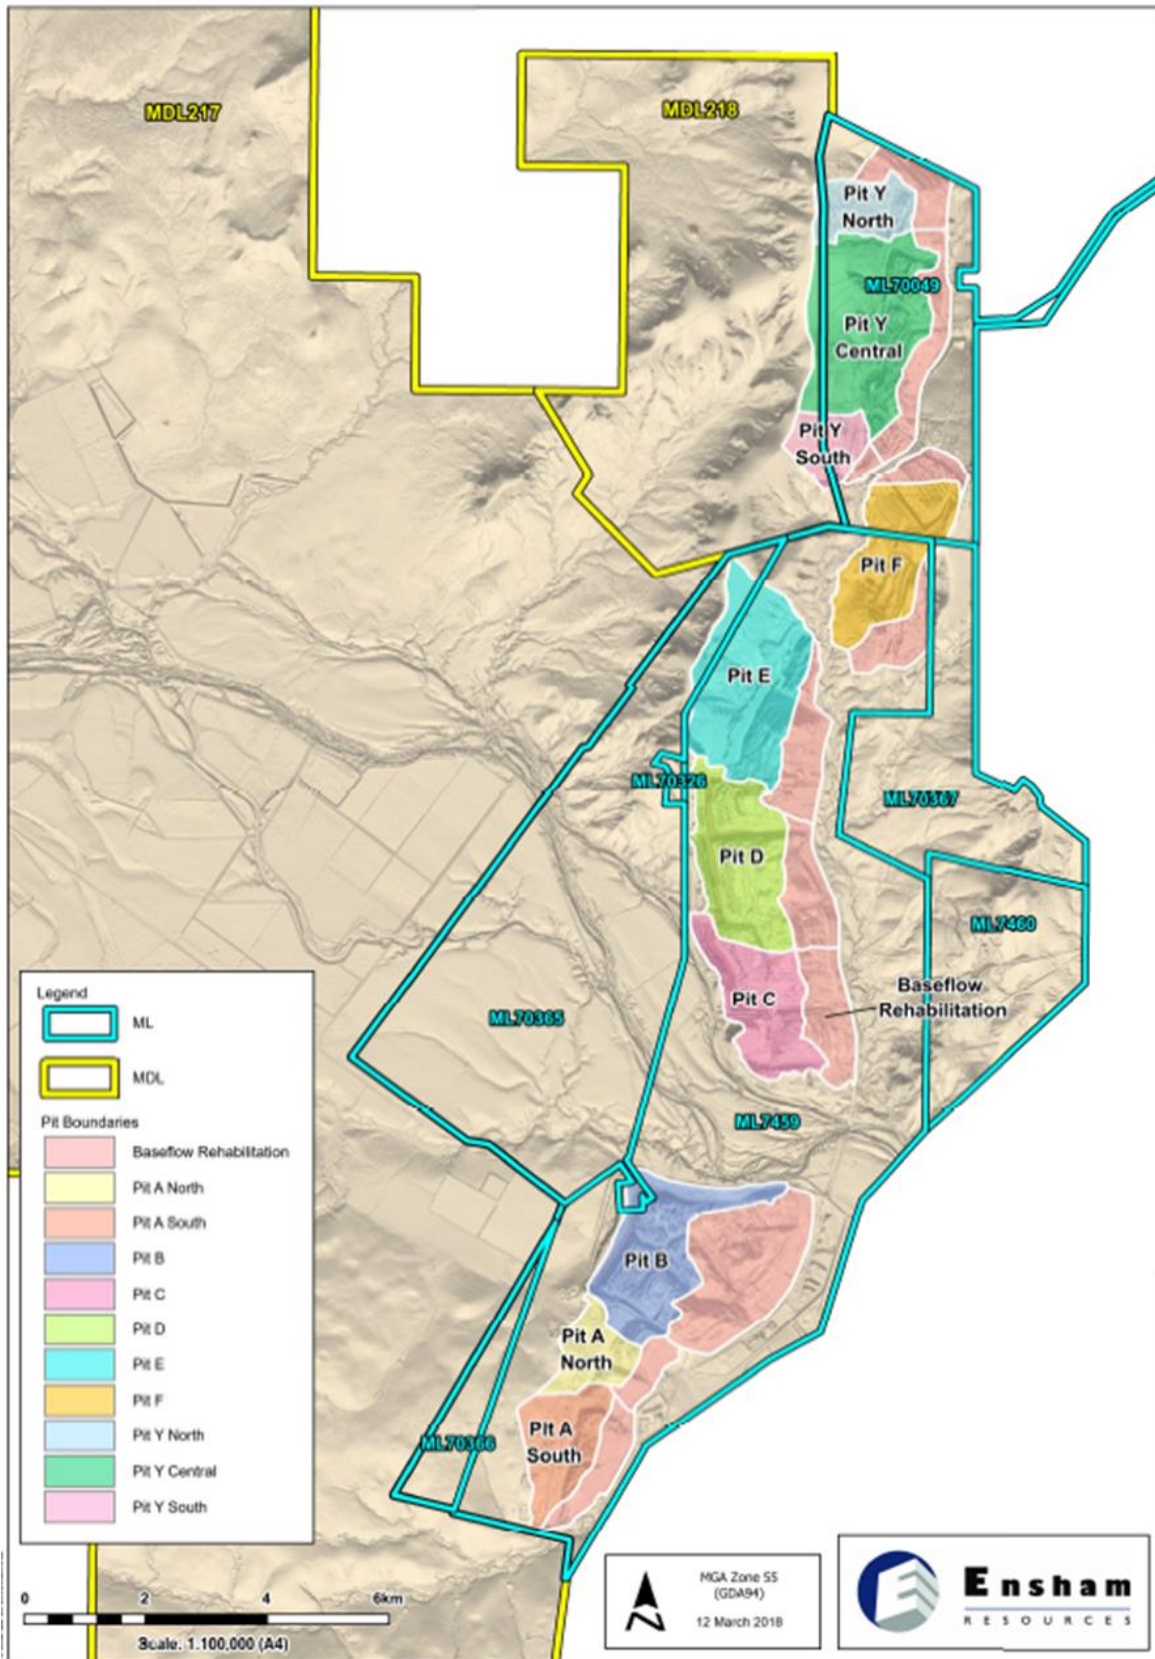 MDL217
MDL218
Pit Y
North
ML70049
Pit Y
Central
Pit Y
South
Pit F
Pit E
ML70326
ML70367
Pit D
ML7460
Baseflow
Rehabilitation
Pit C
ML70365
ML7459
Pit B
Pit A
North
Pit A
South
ML70366
Legend
ML
MDL
Pit Boundaries
Baseflow Rehabilitation
Pit A North
Pit A South
Pit B
Pit C
Pit D
Pit E
Pit F
Pit Y North
Pit Y Central
Pit Y South
0 2 4 6km
Scale: 1:100,000 (A4)
N
MGA Zone 55
(GDA94)
12 March 2018
Ensham
RESOURCES